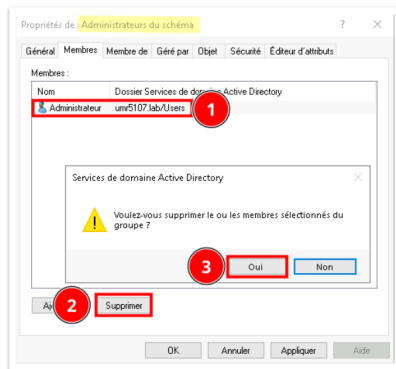 Propriétés de : Administrateurs du schéma ? ×
Général Membres Membre de Géré par Objet Sécurité Éditeur d'attributs
Membres :
Nom Dossier Services de domaine Active Directory
Administrateur umr5107.lab/Users
1
Services de domaine Active Directory ×
Voulez-vous supprimer le ou les membres sélectionnés du
groupe ?
3 Oui Non
2 Supprimer
OK Annuler Appliquer Aide